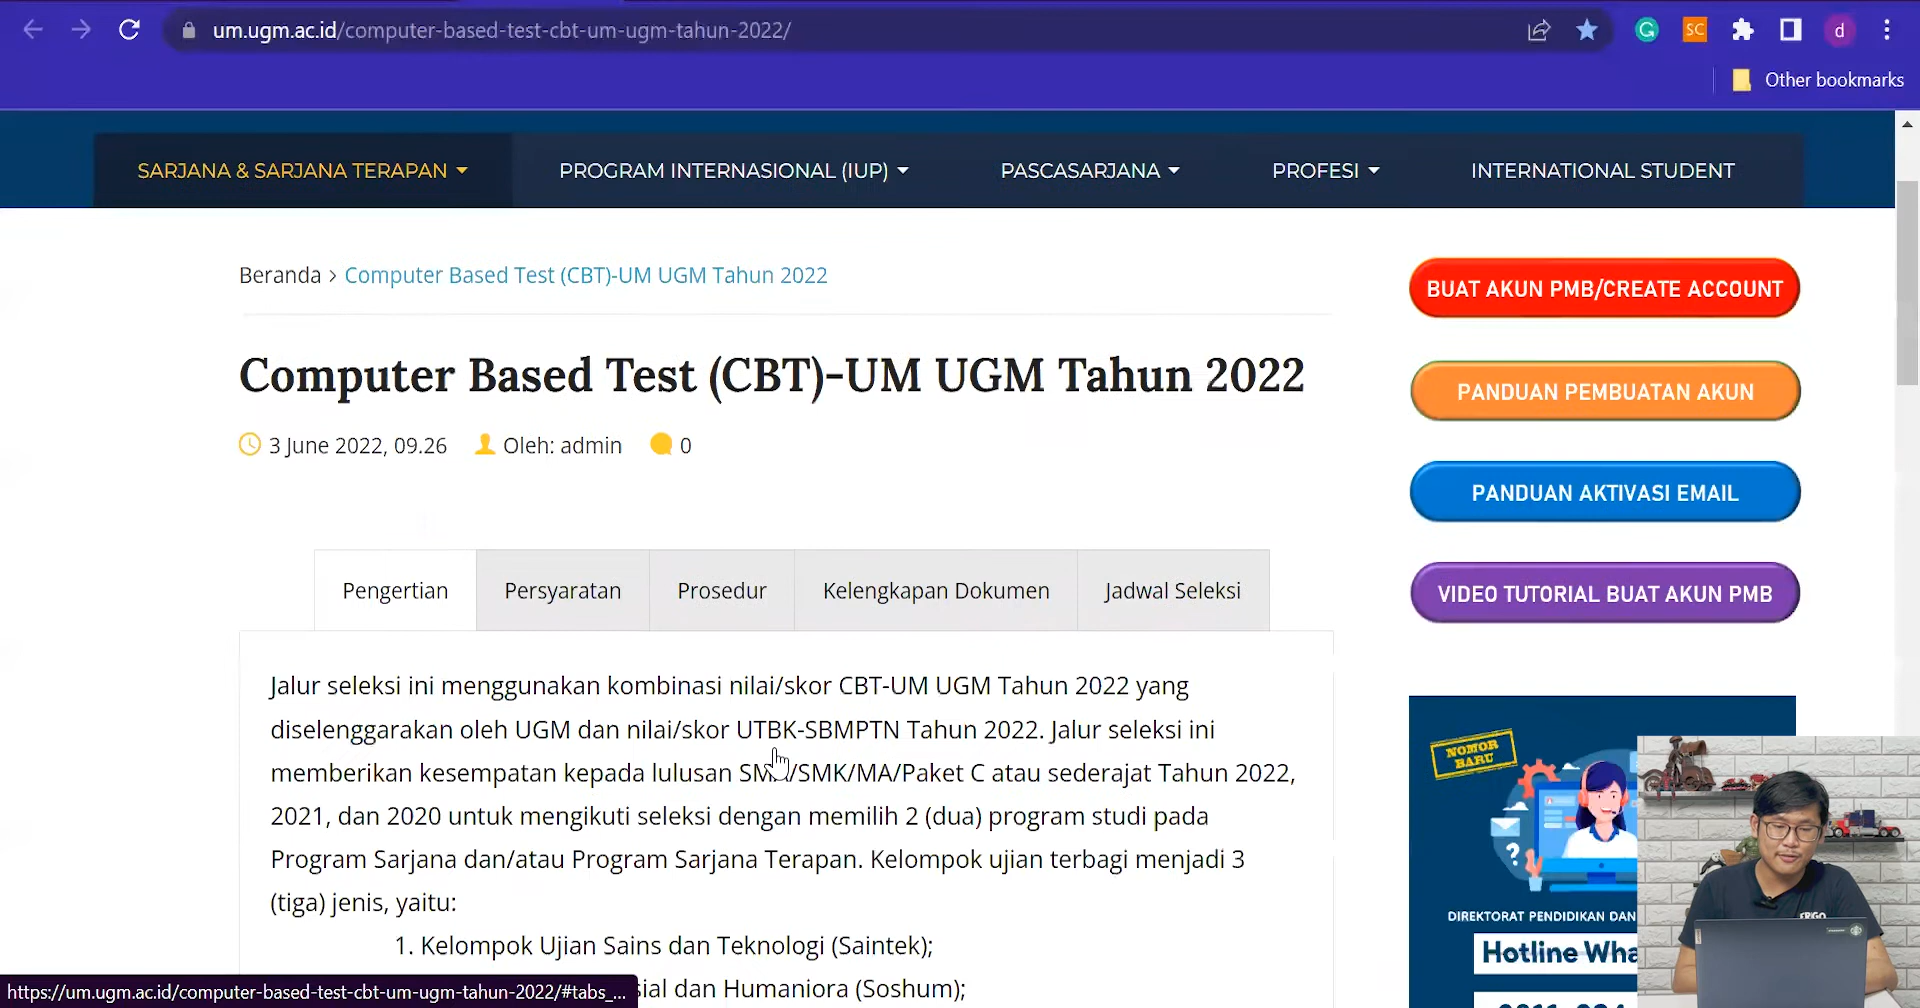 um.ugm.ac.id/computer-based-test-cbt-um-ugm-tahun-2022/
SC
d
Other bookmarks
SARJANA & SARJANA TERAPAN
PROGRAM INTERNASIONAL (IUP)
PASCASARJANA
PROFESI
INTERNATIONAL STUDENT
Beranda > Computer Based Test (CBT)-UM UGM Tahun 2022
Computer Based Test (CBT)-UM UGM Tahun 2022
3 June 2022, 09.26 Oleh: admin 0
Pengertian
Persyaratan
Prosedur
Kelengkapan Dokumen
Jadwal Seleksi
Jalur seleksi ini menggunakan kombinasi nilai/skor CBT-UM UGM Tahun 2022 yang
diselenggarakan oleh UGM dan nilai/skor UTBK-SBMPTN Tahun 2022. Jalur seleksi ini
memberikan kesempatan kepada lulusan /SMK/MA/Paket C atau sederajat Tahun 2022,
2021, dan 2020 untuk mengikuti seleksi dengan memilih 2 (dua) program studi pada
Program Sarjana dan/atau Program Sarjana Terapan. Kelompok ujian terbagi menjadi 3
(tiga) jenis, yaitu:
1. Kelompok Ujian Sains dan Teknologi (Saintek);
sial dan Humaniora (Soshum);
https://um.ugm.ac.id/computer-based-test-cbt-um-ugm-tahun-2022/#tabs_...
BUAT AKUN PMB/CREATE ACCOUNT
PANDUAN PEMBUATAN AKUN
PANDUAN AKTIVASI EMAIL
VIDEO TUTORIAL BUAT AKUN PMB
NOMOR
BARU
?
DIREKTORAT PENDIDIKAN DAN
Hotline Wha